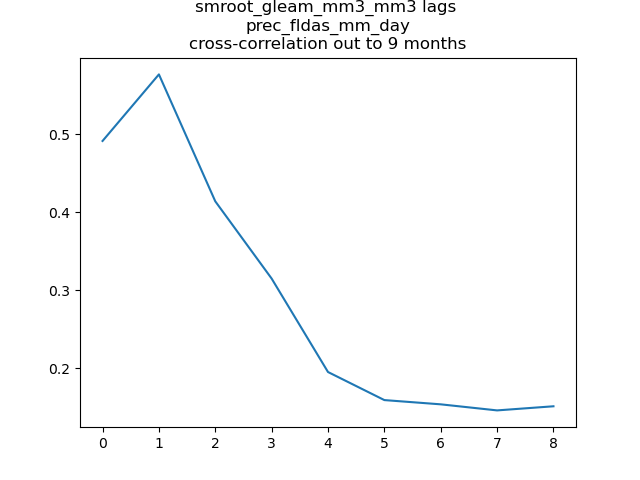 smroot_gleam_mm3_mm3 lags
prec_fldas_mm_day
cross-correlation out to 9 months
0.5
0.4
0.3
0.2
0 1 2 3 4 5 6 7 8